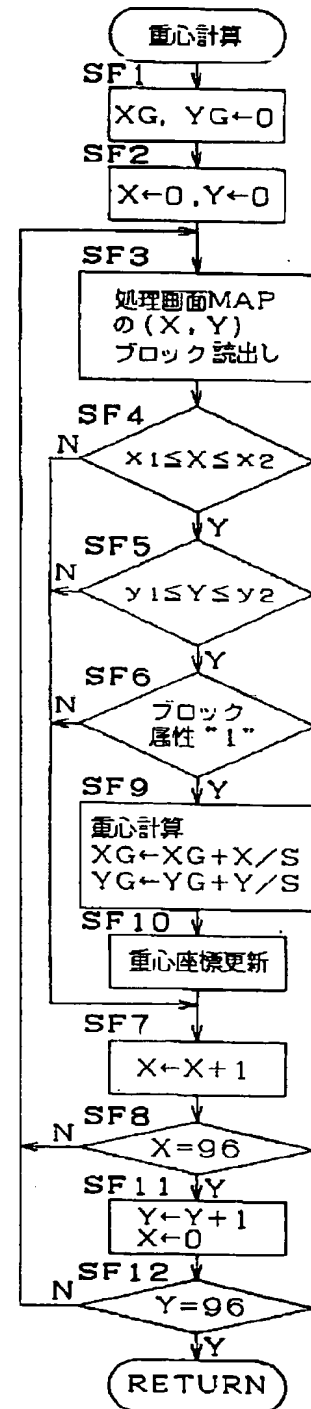 重心計算
SF1
XG, YG←0
SF2
X←0, Y←0
SF3
処理画面MAP
の(X, Y)
ブロック読出し
SF4
N
x1≤X≤x2
Y
SF5
N
y1≤Y≤y2
Y
SF6
N
ブロック
属性"1"
Y
SF9
重心計算
XG←XG+X/S
YG←YG+Y/S
SF10
重心座標更新
SF7
X←X+1
SF8
N
X=96
Y
SF11
Y←Y+1
X←0
SF12
N
Y=96
Y
RETURN